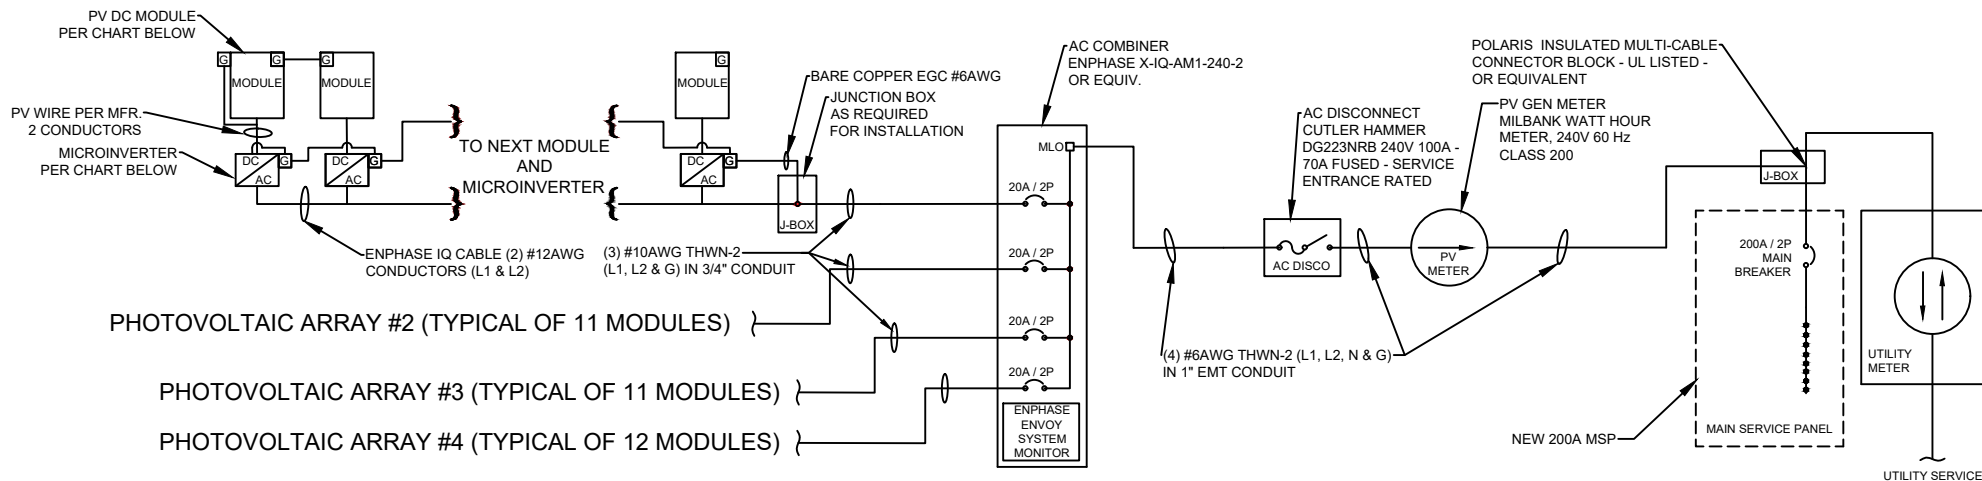 PV DC MODULE
PER CHART BELOW
G
G
MODULE
G
MODULE
PV WIRE PER MFR.
2 CONDUCTORS
MICROINVERTER
PER CHART BELOW
DC
AC
G
DC
AC
G
TO NEXT MODULE
AND
MICROINVERTER
ENPHASE IQ CABLE (2) #12AWG
CONDUCTORS (L1 & L2)
G
MODULE
DC
AC
G
BARE COPPER EGC #6AWG
JUNCTION BOX
AS REQUIRED
FOR INSTALLATION
J-BOX
(3) #10AWG THWN-2
(L1, L2 & G) IN 3/4" CONDUIT
PHOTOVOLTAIC ARRAY #2 (TYPICAL OF 11 MODULES)
PHOTOVOLTAIC ARRAY #3 (TYPICAL OF 11 MODULES)
PHOTOVOLTAIC ARRAY #4 (TYPICAL OF 12 MODULES)
AC COMBINER
ENPHASE X-IQ-AM1-240-2
OR EQUIV.
MLO
20A / 2P
20A / 2P
20A / 2P
20A / 2P
ENPHASE
ENVOY
SYSTEM
MONITOR
AC DISCONNECT
CUTLER HAMMER
DG223NRB 240V 100A -
70A FUSED - SERVICE
ENTRANCE RATED
AC DISCO
(4) #6AWG THWN-2 (L1, L2, N & G)
IN 1" EMT CONDUIT
PV GEN METER
MILBANK WATT HOUR
METER, 240V 60 Hz
CLASS 200
PV
METER
POLARIS INSULATED MULTI-CABLE
CONNECTOR BLOCK - UL LISTED -
OR EQUIVALENT
J-BOX
200A / 2P
MAIN
BREAKER
MAIN SERVICE PANEL
NEW 200A MSP
UTILITY
METER
UTILITY SERVICE